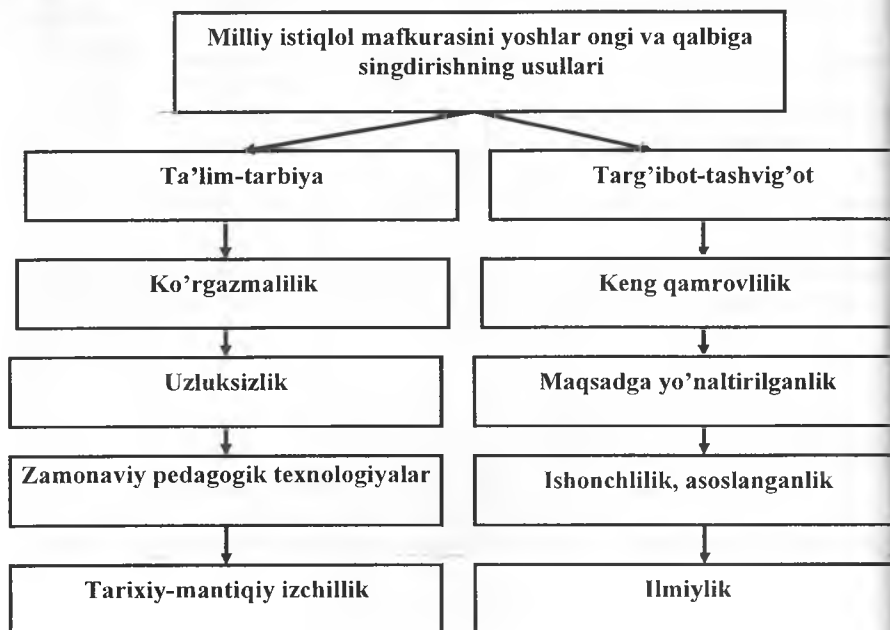 Milliy istiqlol mafkurasini yoshlar ongi va qalbiga
singdirishning usullari
Ta’lim-tarbiya
Targ’ibot-tashvig’ot
Ko’rgazmalilik
Keng qamrovlilik
Uzluksizlik
Maqsadga yo’naltirilganlik
Zamonaviy pedagogik texnologiyalar
Ishonchlilik, asoslanganlik
Tarixiy-mantiqiy izchillik
Ilmiylik